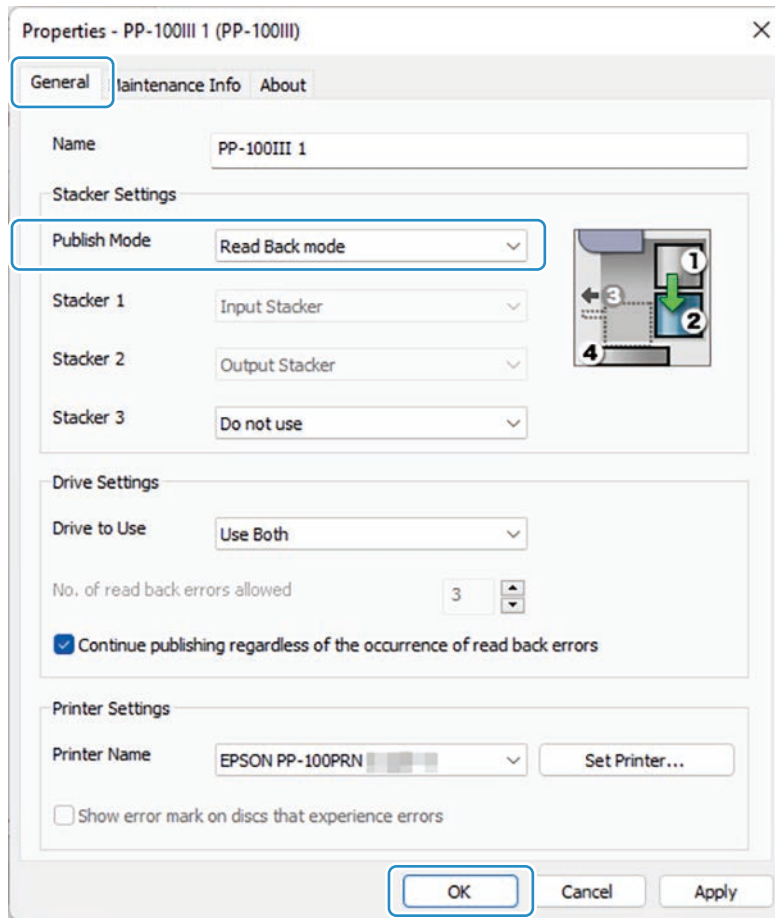 Properties - PP-100III 1 (PP-100III)
General Maintenance Info About
Name PP-100III 1
Stacker Settings
Publish Mode Read Back mode
Stacker 1 Input Stacker
Stacker 2 Output Stacker
Stacker 3 Do not use
1
3
2
4
Drive Settings
Drive to Use Use Both
No. of read back errors allowed 3
Continue publishing regardless of the occurrence of read back errors
Printer Settings
Printer Name EPSON PP-100PRN Set Printer...
Show error mark on discs that experience errors
OK Cancel Apply